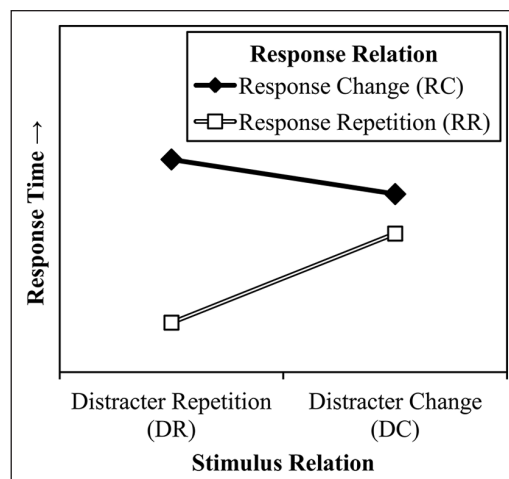 Response Relation
Response Change (RC)
Response Repetition (RR)
Response Time →
Distracter Repetition Distracter Change
(DR) (DC)
Stimulus Relation